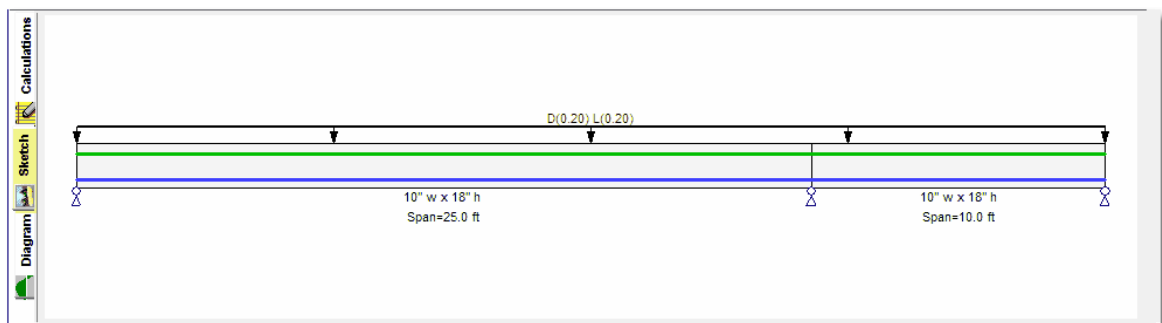 Calculations
Sketch
Diagram
D(0.20) L(0.20)
10" w x 18" h
Span=25.0 ft
10" w x 18" h
Span=10.0 ft